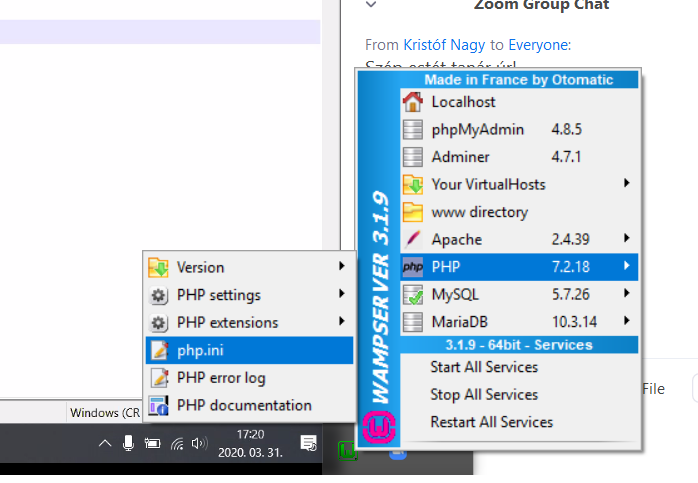 Zoom Group Chat
From Kristóf Nagy to Everyone:
Szép estét tanár úr!
Made in France by Otomatic
WAMPSERVER 3.1.9
Localhost
phpMyAdmin 4.8.5
Adminer 4.7.1
Your VirtualHosts
www directory
Apache 2.4.39
php PHP 7.2.18
MySQL 5.7.26
MariaDB 10.3.14
3.1.9 - 64bit - Services
Start All Services
Stop All Services
Restart All Services
Version
PHP settings
PHP extensions
php.ini
PHP error log
PHP documentation
File
Windows (CR
17:20
2020. 03. 31.